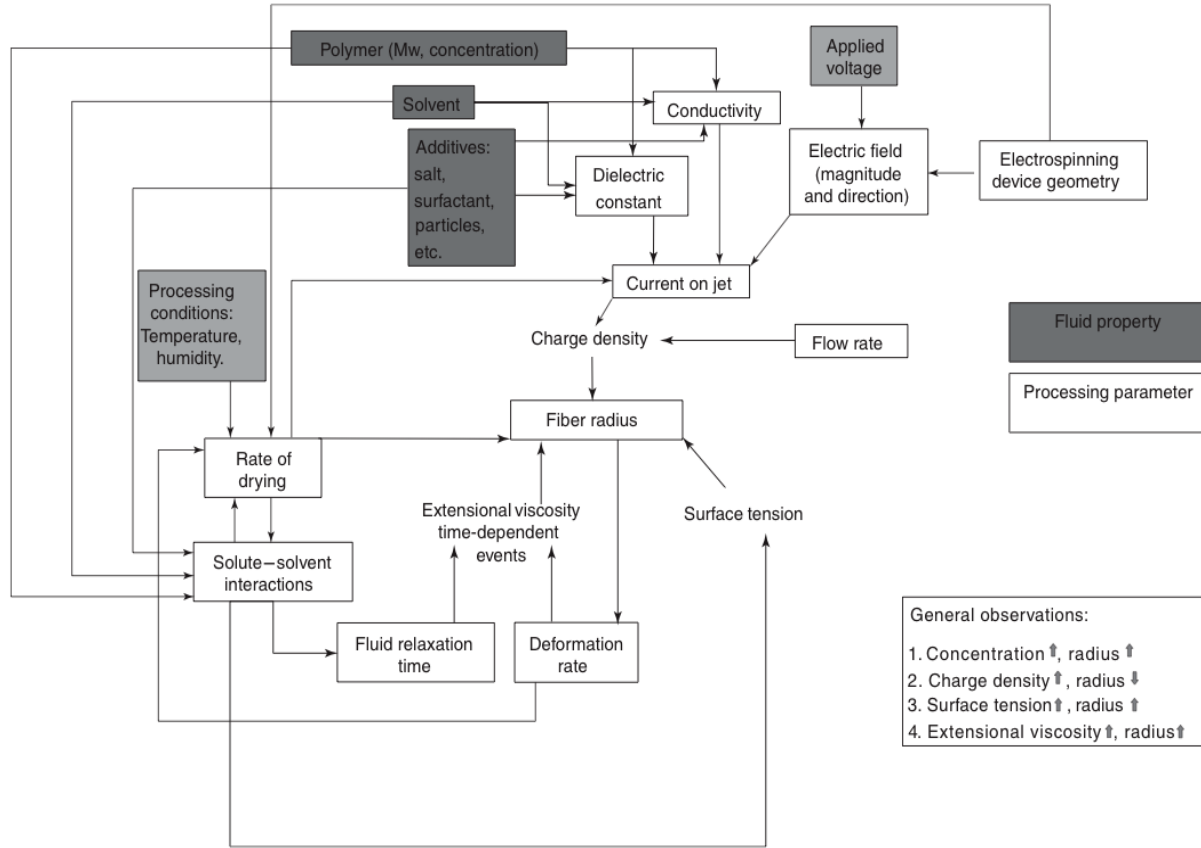 Polymer (Mw, concentration)
Applied
voltage
Solvent
Conductivity
Additives:
salt,
surfactant,
particles,
etc.
Dielectric
constant
Electric field
(magnitude
and direction)
Electrospinning
device geometry
Processing
conditions:
Temperature,
humidity.
Current on jet
Charge density
Flow rate
Fluid property
Processing parameter
Fiber radius
Rate of
drying
Extensional viscosity
time-dependent
events
Surface tension
Solute–solvent
interactions
Fluid relaxation
time
Deformation
rate
General observations:
1. Concentration ⇧, radius ⇧
2. Charge density ⇧, radius ⇩
3. Surface tension ⇧, radius ⇧
4. Extensional viscosity ⇧, radius ⇧